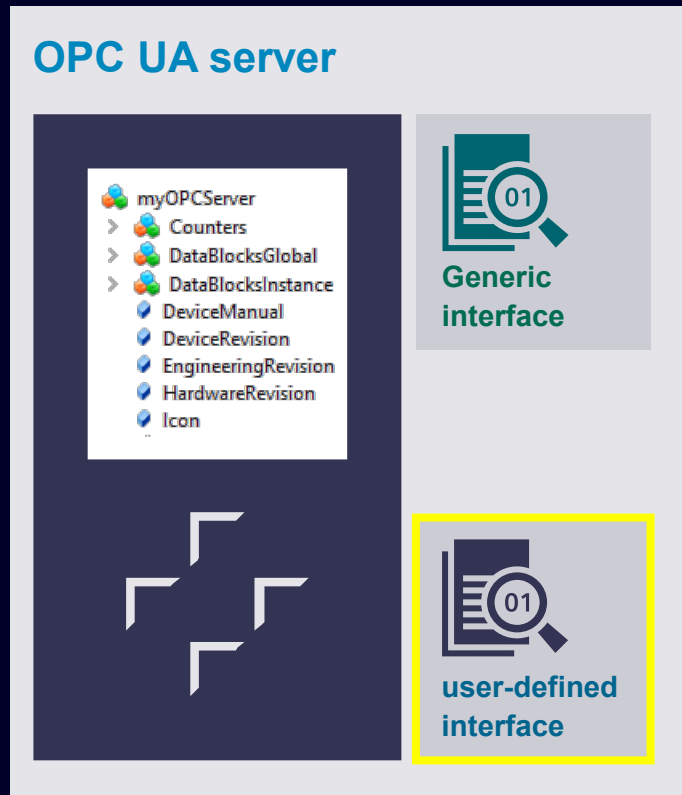 OPC UA server
myOPCServer
Counters
DataBlocksGlobal
DataBlocksInstance
DeviceManual
DeviceRevision
EngineeringRevision
HardwareRevision
Icon
01
Generic
interface
01
user-defined
interface